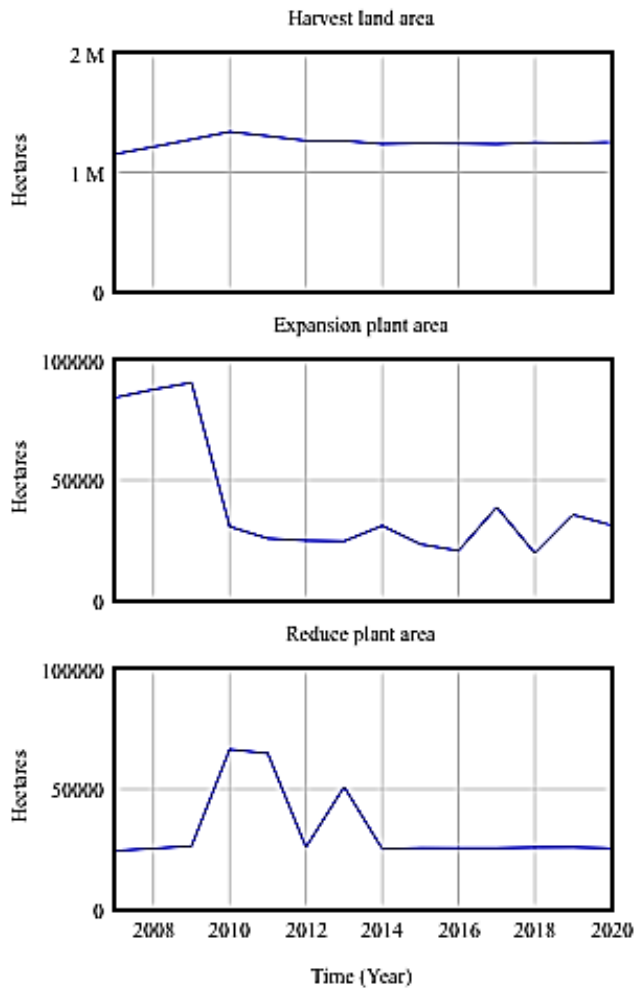 Harvest land area
2 M
Hectares
1 M
0
Expansion plant area
100000
Hectares
50000
0
Reduce plant area
100000
Hectares
50000
0
2008 2010 2012 2014 2016 2018 2020
Time (Year)